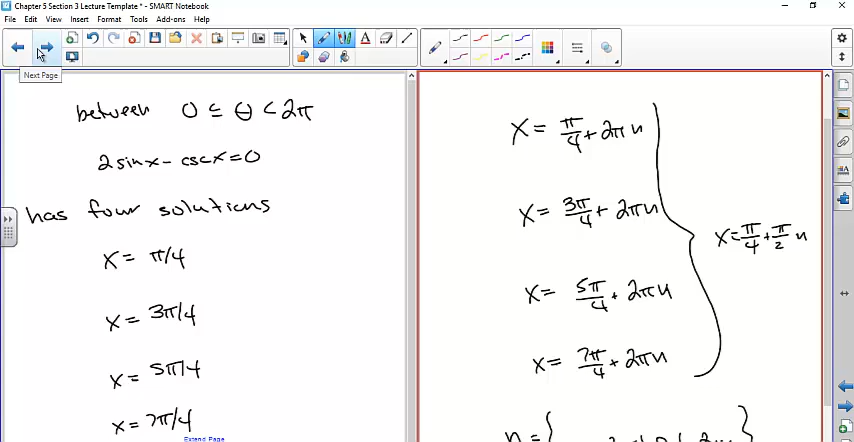 Chapter 5 Section 3 Lecture Template * - SMART Notebook
File Edit View Insert Format Tools Add-ons Help
Next Page
between 0 ≤ θ < 2π
2 sinx - cscx = 0
has four solutions
x = π/4
x = 3π/4
x = 5π/4
x = 7π/4
Extend Page
x = π/4 + 2πn
x = 3π/4 + 2πn
x = 5π/4 + 2πn
x = 7π/4 + 2πn
x = π/4 + π/2 n
n = {